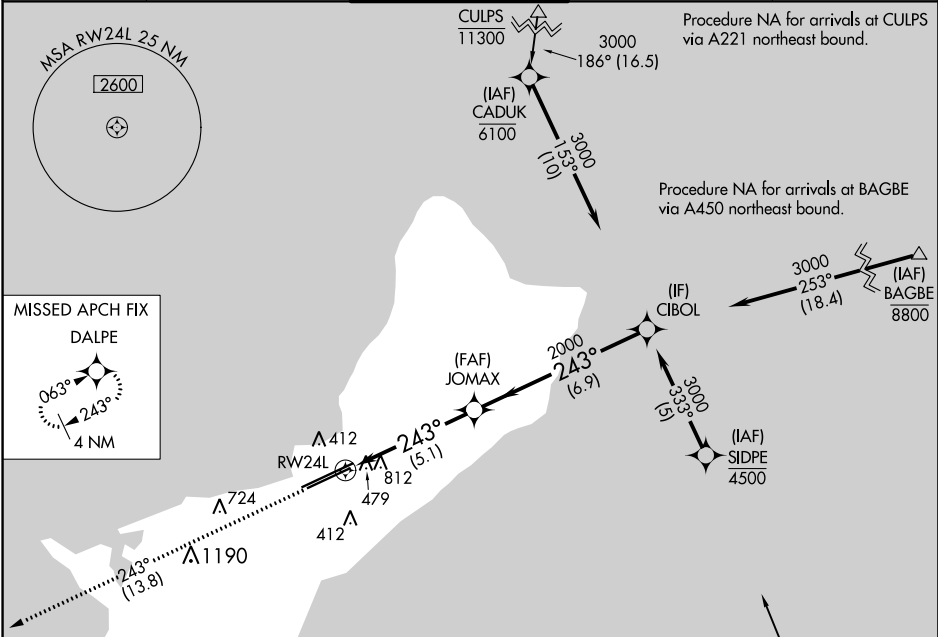 MSA RW24L 25 NM
2600
CULPS
11300
3000
186° (16.5)
(IAF)
CADUK
6100
3000
153°
(10)
Procedure NA for arrivals at CULPS
via A221 northeast bound.
Procedure NA for arrivals at BAGBE
via A450 northeast bound.
3000
253°
(18.4)
(IAF)
BAGBE
8800
(IF)
CIBOL
2000
243°
(6.9)
3000
333°
(5)
(IAF)
SIDPE
4500
(FAF)
JOMAX
243°
(5.1)
MISSED APCH FIX
DALPE
063°
243°
4 NM
412
RW24L
812
479
724
412
1190
243°
(13.8)